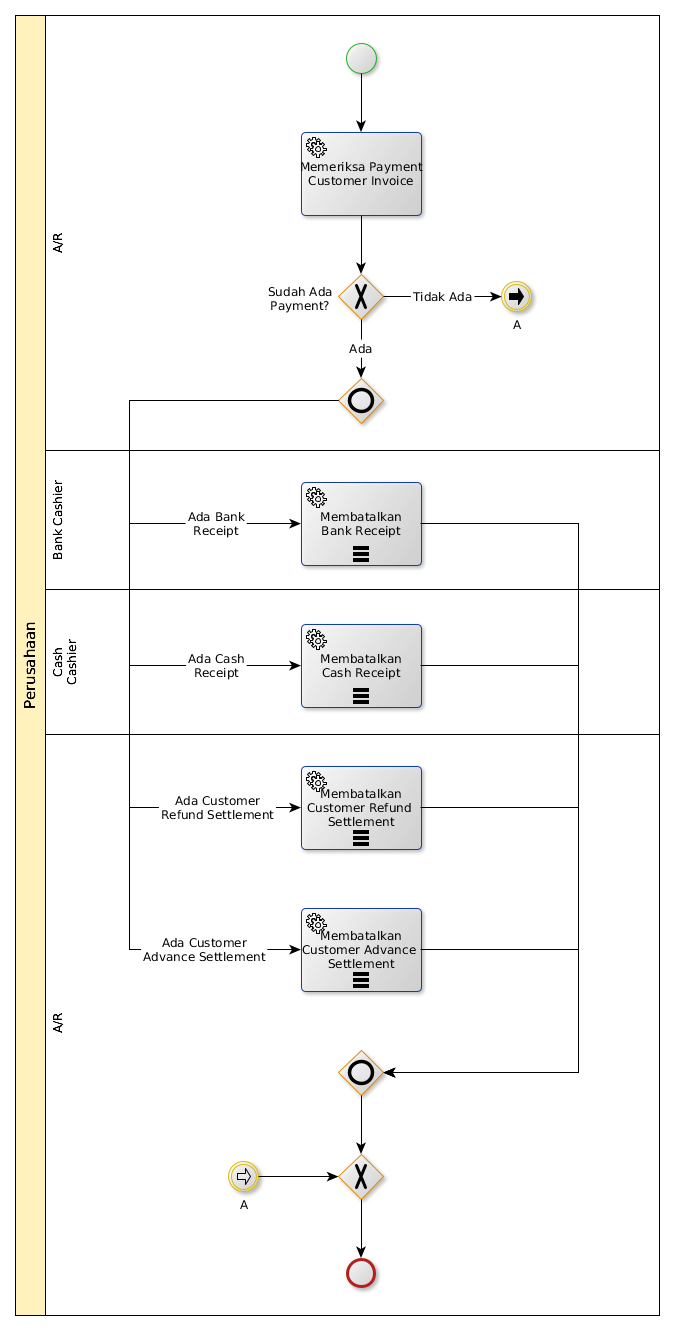 Perusahaan
A/R
Memeriksa Payment
Customer Invoice
Sudah Ada
Payment?
Tidak Ada
A
Ada
Bank Cashier
Ada Bank
Receipt
Membatalkan
Bank Receipt
Cash
Cashier
Ada Cash
Receipt
Membatalkan
Cash Receipt
A/R
Ada Customer
Refund Settlement
Membatalkan
Customer Refund
Settlement
Ada Customer
Advance Settlement
Membatalkan
Customer Advance
Settlement
A